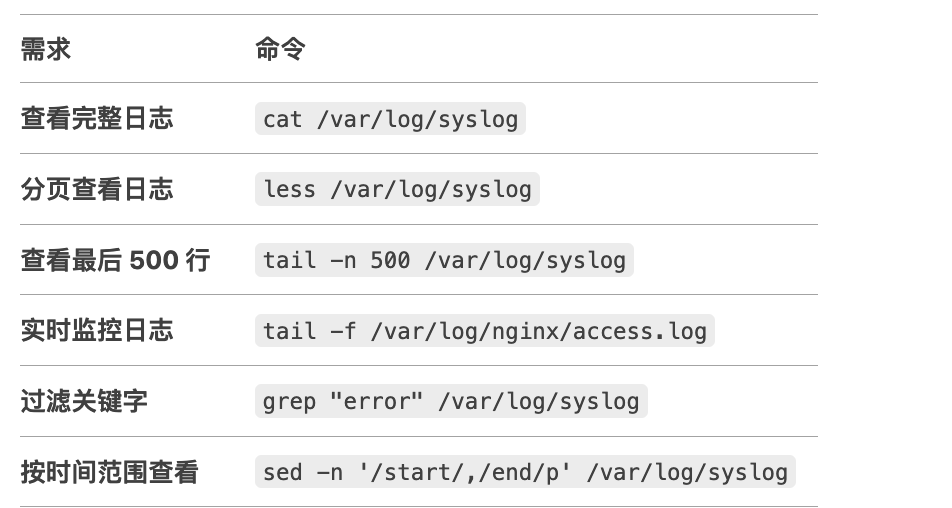 需求 命令
查看完整日志 cat /var/log/syslog
分页查看日志 less /var/log/syslog
查看最后 500 行 tail -n 500 /var/log/syslog
实时监控日志 tail -f /var/log/nginx/access.log
过滤关键字 grep "error" /var/log/syslog
按时间范围查看 sed -n '/start/,/end/p' /var/log/syslog